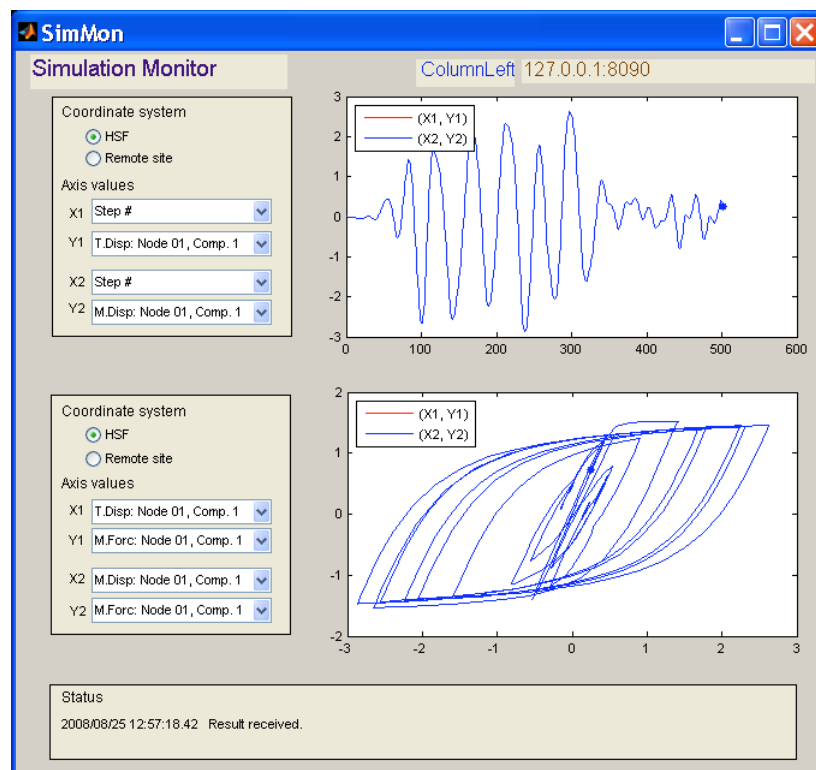 SimMon
Simulation Monitor
ColumnLeft 127.0.0.1:8090
Coordinate system
HSF
Remote site
Axis values
X1 Step #
Y1 T.Disp: Node 01, Comp. 1
X2 Step #
Y2 M.Disp: Node 01, Comp. 1
(X1, Y1)
(X2, Y2)
3
2
1
0
-1
-2
-3
0 100 200 300 400 500 600
Coordinate system
HSF
Remote site
Axis values
X1 T.Disp: Node 01, Comp. 1
Y1 M.Forc: Node 01, Comp. 1
X2 M.Disp: Node 01, Comp. 1
Y2 M.Forc: Node 01, Comp. 1
(X1, Y1)
(X2, Y2)
2
1
0
-1
-2
-3 -2 -1 0 1 2 3
Status
2008/08/25 12:57:18.42 Result received.